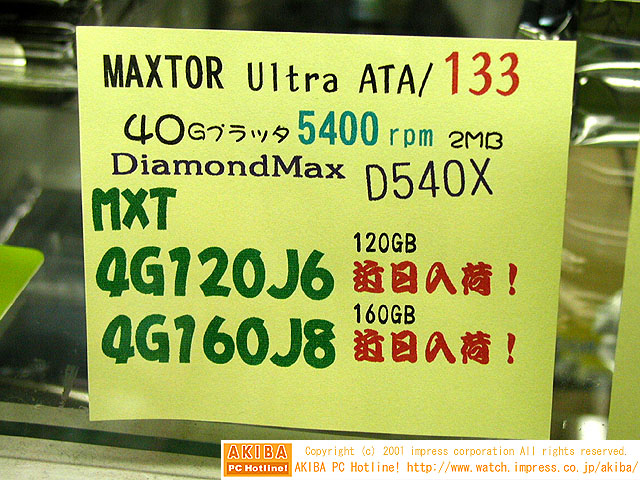 MAXTOR Ultra ATA/133
40Gプラッタ 5400rpm 2MB
DiamondMax D540X
MXT
4G120J6 120GB 近日入荷!
4G160J8 160GB 近日入荷!
AKIBA PC Hotline!
Copyright (c) 2001 impress corporation All rights reserved.
AKIBA PC Hotline! http://www.watch.impress.co.jp/akiba/